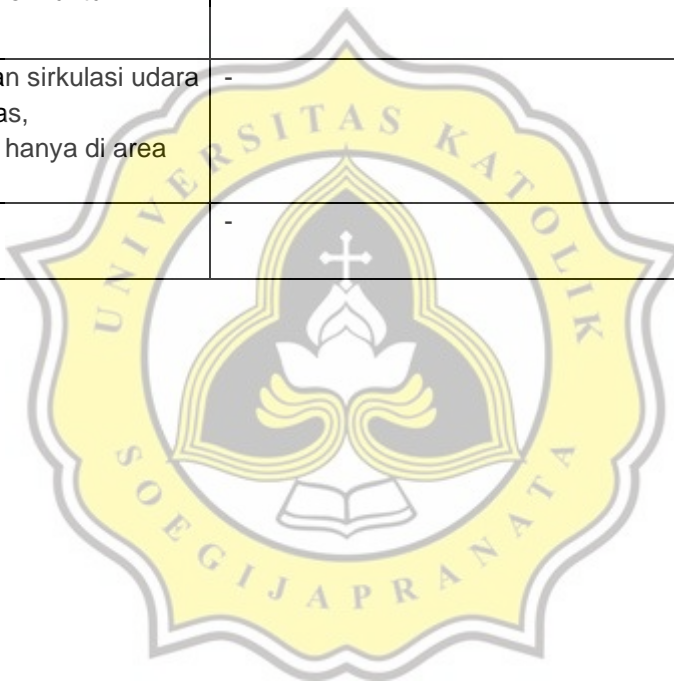 an sirkulasi udara -
as,
hanya di area
-
UNIVERSITAS KATOLIK
SOEGIJAPRANATA